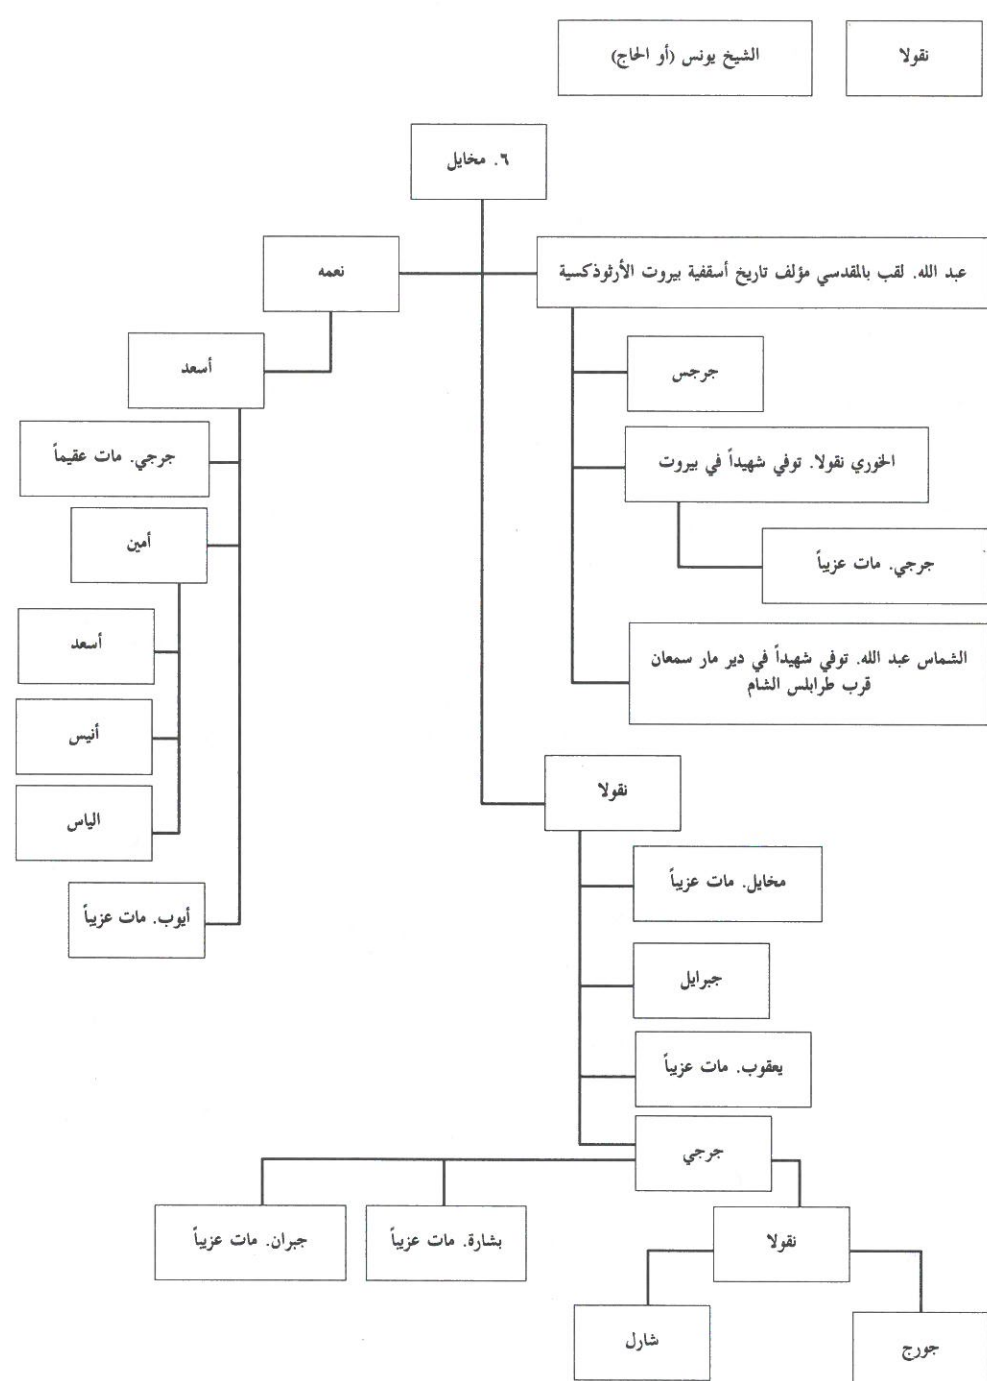 نقولا
الشيخ يونس (أو الحاج)
٦. مخايل
عبد الله. لقب بالمقدسي مؤلف تاريخ أسقفية بيروت الأرثوذكسية
نعمه
أسعد
جرجس
جرجي. مات عقيماً
الخوري نقولا. توفي شهيداً في بيروت
أمين
جرجي. مات عزيباً
أسعد
الشماس عبد الله. توفي شهيداً في دير مار سمعان
قرب طرابلس الشام
أنيس
الياس
نقولا
أيوب. مات عزيباً
مخايل. مات عزيباً
جبرايل
يعقوب. مات عزيباً
جرجي
نقولا
بشارة. مات عزيباً
جبران. مات عزيباً
جورج
شارل